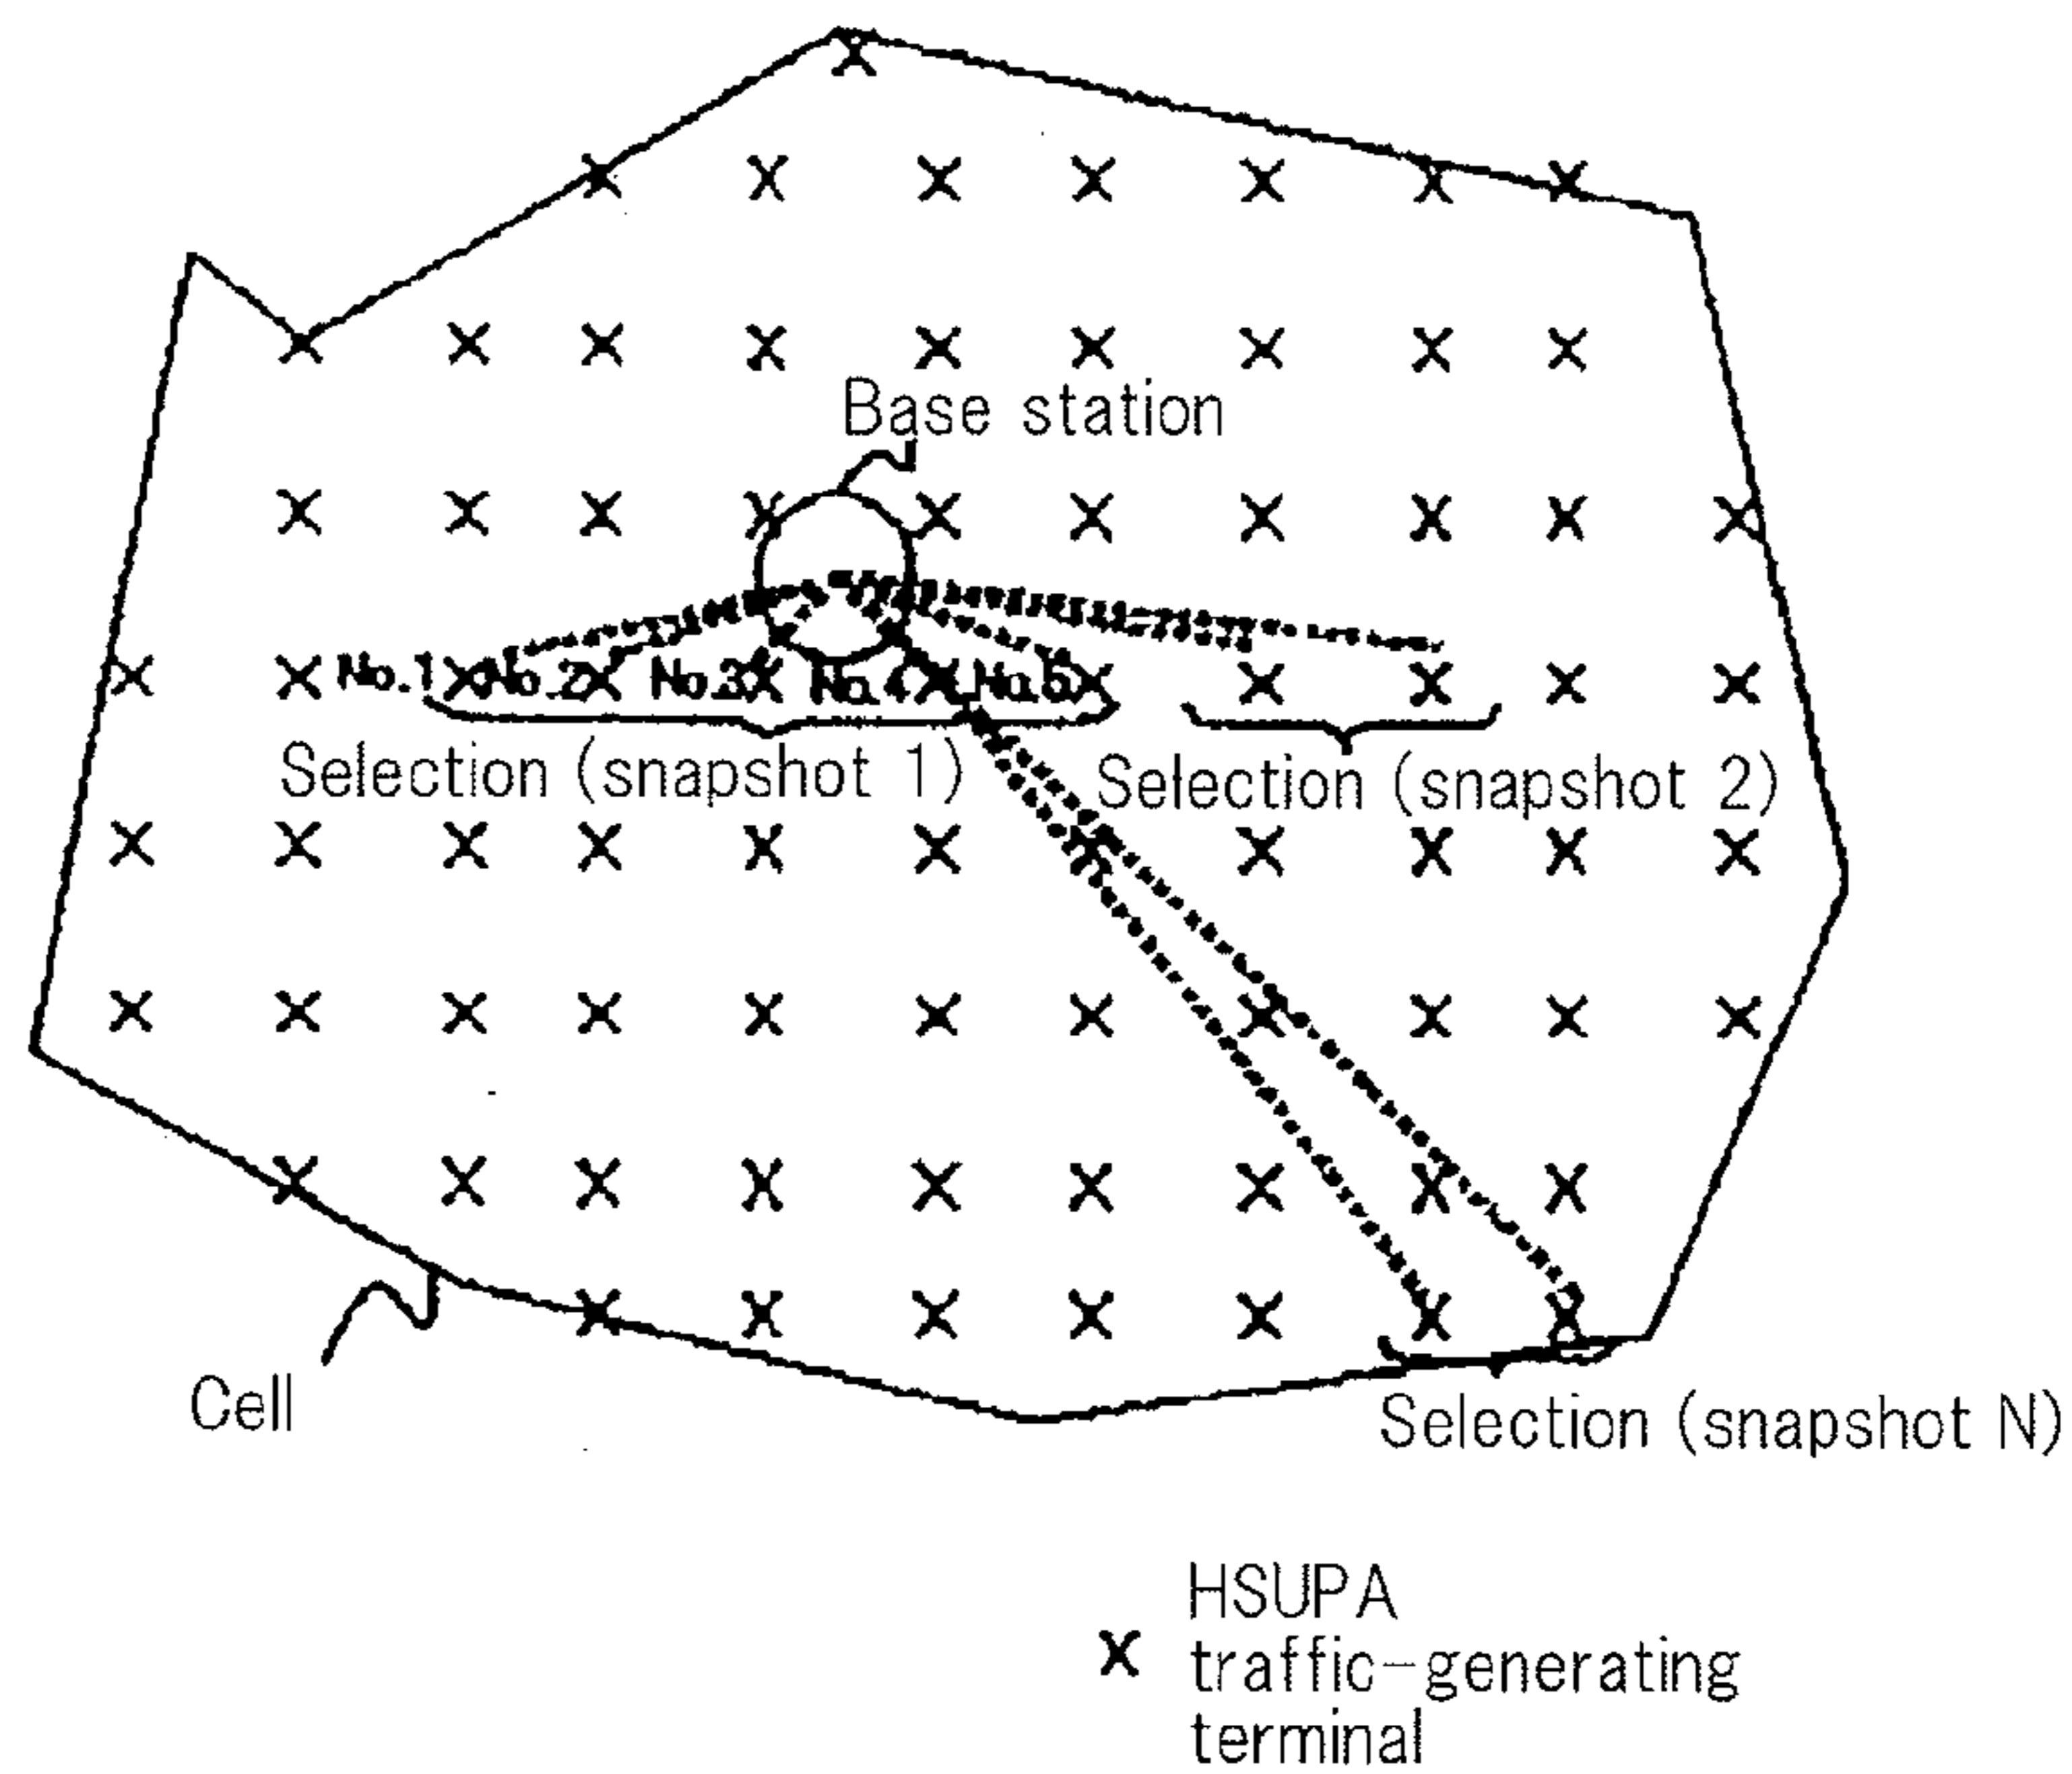 Base station
No.1 No.2 No.3 No.4 No.5
Selection (snapshot 1)
Selection (snapshot 2)
Cell
Selection (snapshot N)
HSUPA
traffic-generating
terminal